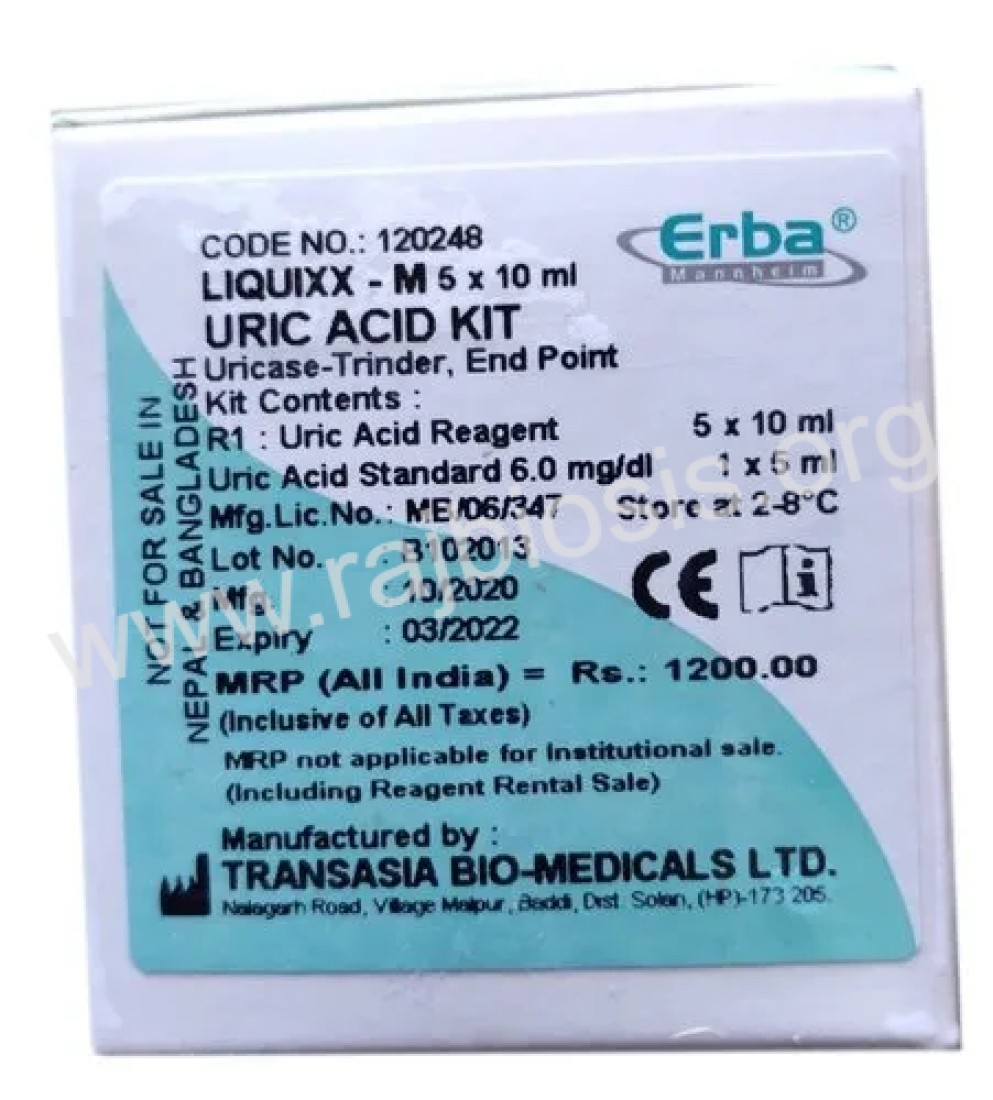 CODE NO.: 120248
Erba®
Mannheim
LIQUIXX - M 5 x 10 ml
URIC ACID KIT
Uricase-Trinder, End Point
Kit Contents :
R1 : Uric Acid Reagent 5 x 10 ml
Uric Acid Standard 6.0 mg/dl 1 x 5 ml
Mfg.Lic.No.: MB/06/347 Store at 2-8°C
Lot No. : B102013
Mfg. : 10/2020
Expiry : 03/2022
CE
i
MRP (All India) = Rs.: 1200.00
(Inclusive of All Taxes)
MRP not applicable for Institutional sale.
(Including Reagent Rental Sale)
Manufactured by :
TRANSASIA BIO-MEDICALS LTD.
Nalagarh Road, Village Malpur, Baddi, Dist. Solan, (HP)-173 205.
NOT FOR SALE IN
NEPAL & BANGLADESH
www.rajbiosis.org